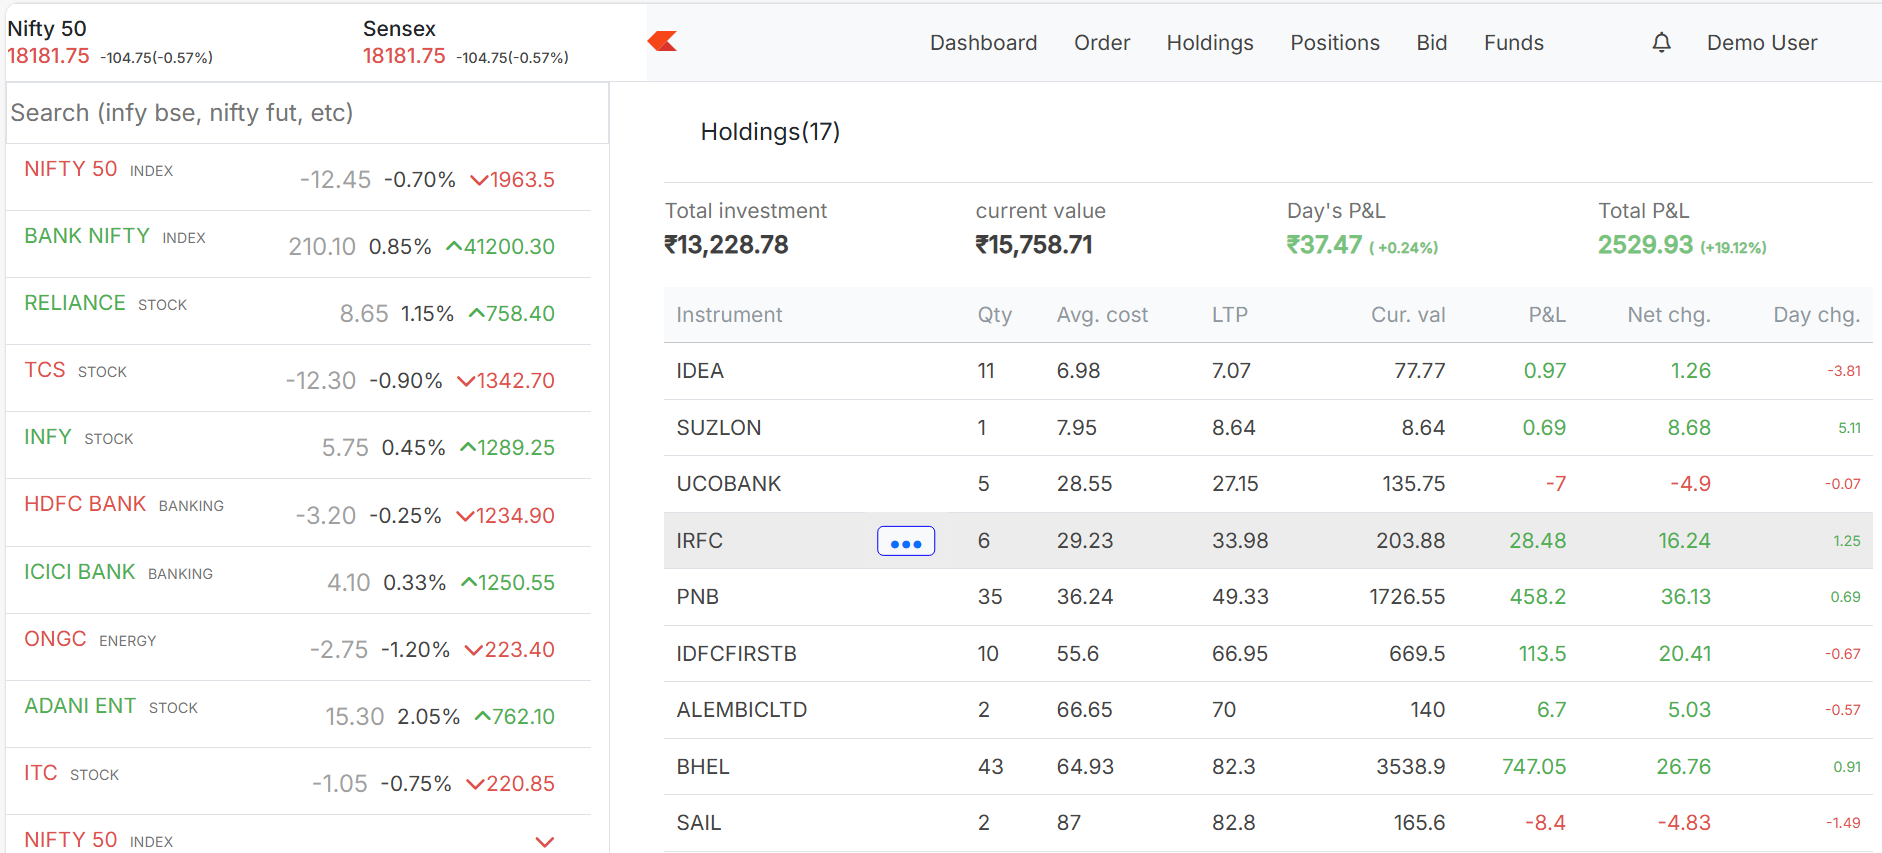 Nifty 50
18181.75 -104.75(-0.57%)
Sensex
18181.75 -104.75(-0.57%)
Dashboard Order Holdings Positions Bid Funds Demo User
Search (infy bse, nifty fut, etc)
NIFTY 50 INDEX -12.45 -0.70% 1963.5
BANK NIFTY INDEX 210.10 0.85% 41200.30
RELIANCE STOCK 8.65 1.15% 758.40
TCS STOCK -12.30 -0.90% 1342.70
INFY STOCK 5.75 0.45% 1289.25
HDFC BANK BANKING -3.20 -0.25% 1234.90
ICICI BANK BANKING 4.10 0.33% 1250.55
ONGC ENERGY -2.75 -1.20% 223.40
ADANI ENT STOCK 15.30 2.05% 762.10
ITC STOCK -1.05 -0.75% 220.85
NIFTY 50 INDEX
Holdings(17)
Total investment current value Day's P&L Total P&L
₹13,228.78 ₹15,758.71 ₹37.47 ( +0.24%) 2529.93 (+19.12%)
Instrument Qty Avg. cost LTP Cur. val P&L Net chg. Day chg.
IDEA 11 6.98 7.07 77.77 0.97 1.26 -3.81
SUZLON 1 7.95 8.64 8.64 0.69 8.68 5.11
UCOBANK 5 28.55 27.15 135.75 -7 -4.9 -0.07
IRFC 6 29.23 33.98 203.88 28.48 16.24 1.25
PNB 35 36.24 49.33 1726.55 458.2 36.13 0.69
IDFCFIRSTB 10 55.6 66.95 669.5 113.5 20.41 -0.67
ALEMBICLTD 2 66.65 70 140 6.7 5.03 -0.57
BHEL 43 64.93 82.3 3538.9 747.05 26.76 0.91
SAIL 2 87 82.8 165.6 -8.4 -4.83 -1.49